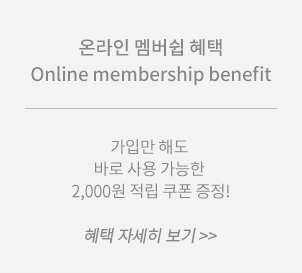 온라인 멤버쉽 혜택
Online membership benefit
가입만 해도
바로 사용 가능한
2,000원 적립 쿠폰 증정!
혜택 자세히 보기 >>